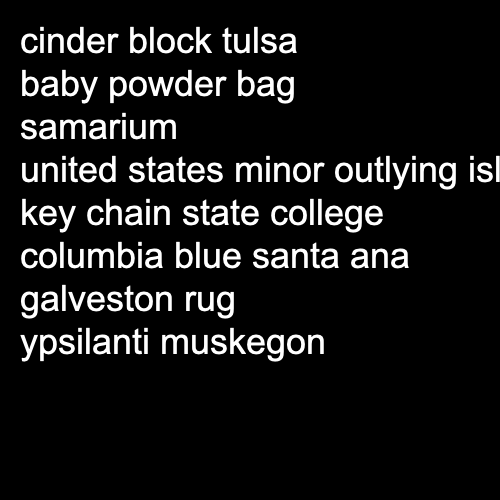 cinder block tulsa
baby powder bag
samarium
united states minor outlying isl
key chain state college
columbia blue santa ana
galveston rug
ypsilanti muskegon